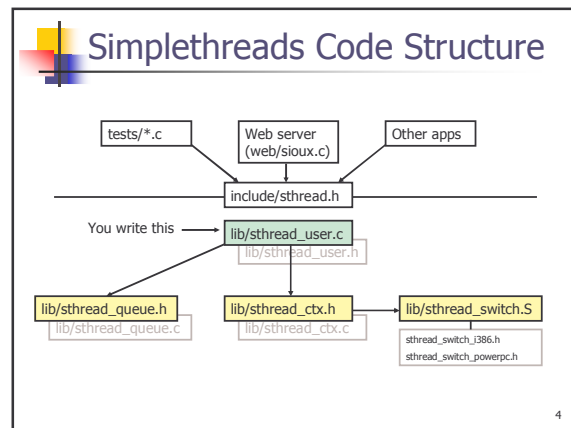 Simplethreads Code Structure
tests/*.c
Web server
(web/sioux.c)
Other apps
include/sthread.h
You write this
lib/sthread_user.c
lib/sthread_user.h
lib/sthread_queue.h
lib/sthread_queue.c
lib/sthread_ctx.h
lib/sthread_ctx.c
lib/sthread_switch.S
sthread_switch_i386.h
sthread_switch_powerpc.h
4